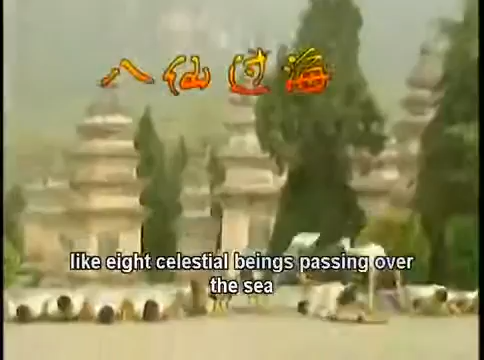 八仙过海
like eight celestial beings passing over
the sea